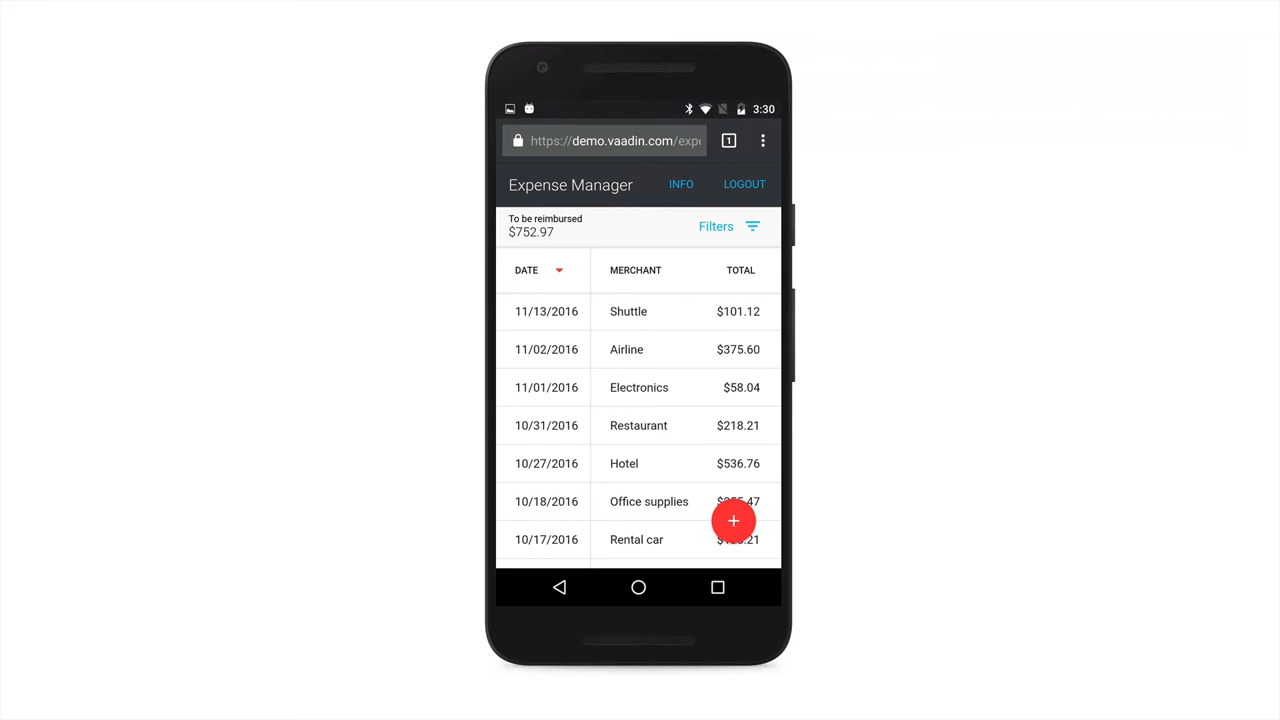 3:30
https://demo.vaadin.com/expe
1
Expense Manager INFO LOGOUT
To be reimbursed
$752.97
Filters
DATE MERCHANT TOTAL
11/13/2016 Shuttle $101.12
11/02/2016 Airline $375.60
11/01/2016 Electronics $58.04
10/31/2016 Restaurant $218.21
10/27/2016 Hotel $536.76
10/18/2016 Office supplies
10/17/2016 Rental car